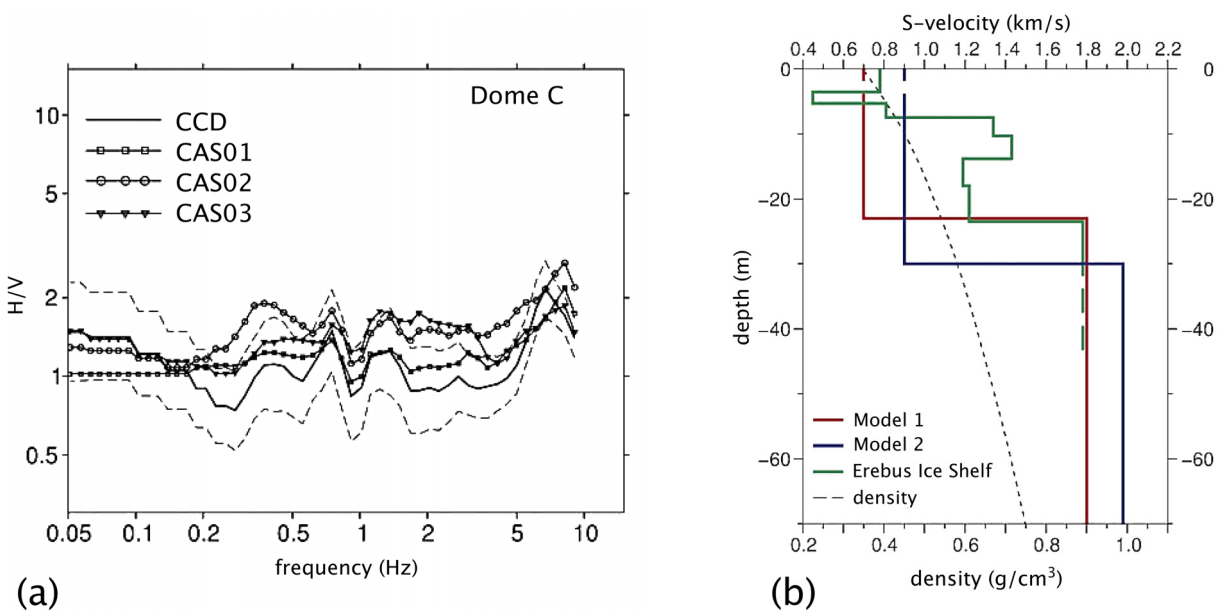 Dome C
CCD
CAS01
CAS02
CAS03
10
5
2
1
0.5
H/V
0.05 0.1 0.2 0.5 1 2 5 10
frequency (Hz)
(a)
S-velocity (km/s)
0.4 0.6 0.8 1.0 1.2 1.4 1.6 1.8 2.0 2.2
0 0
−20 −20
−40 −40
−60 −60
depth (m)
Model 1
Model 2
Erebus Ice Shelf
density
0.2 0.4 0.6 0.8 1.0
density (g/cm³)
(b)